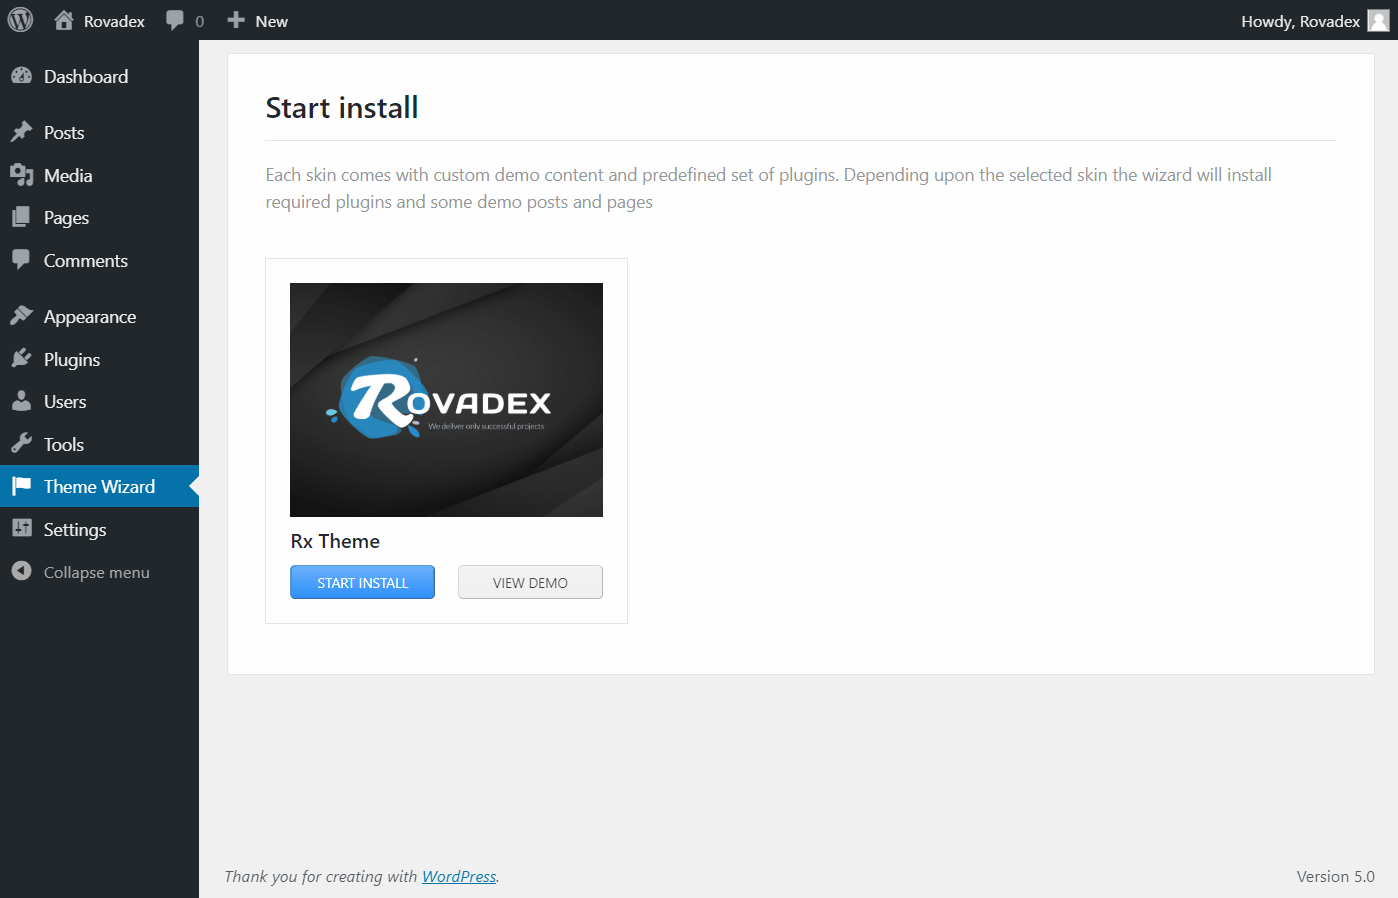 Rovadex
0
New
Howdy, Rovadex
Dashboard
Posts
Media
Pages
Comments
Appearance
Plugins
Users
Tools
Theme Wizard
Settings
Collapse menu
Start install
Each skin comes with custom demo content and predefined set of plugins. Depending upon the selected skin the wizard will install
required plugins and some demo posts and pages
ROVADEX
We deliver only successful projects
Rx Theme
START INSTALL
VIEW DEMO
Thank you for creating with WordPress.
Version 5.0